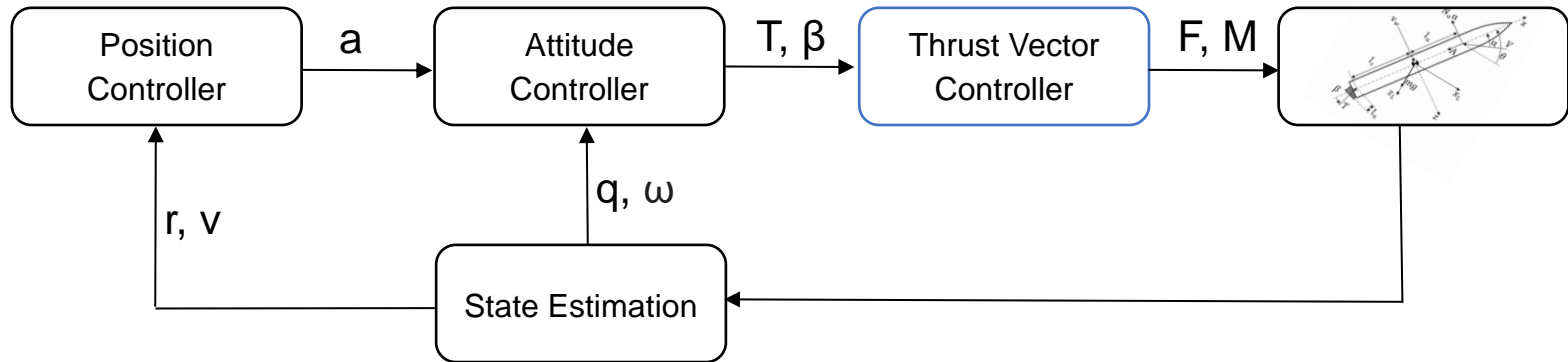 Position
Controller
a
Attitude
Controller
T, β
Thrust Vector
Controller
F, M
r, v
q, ω
State Estimation